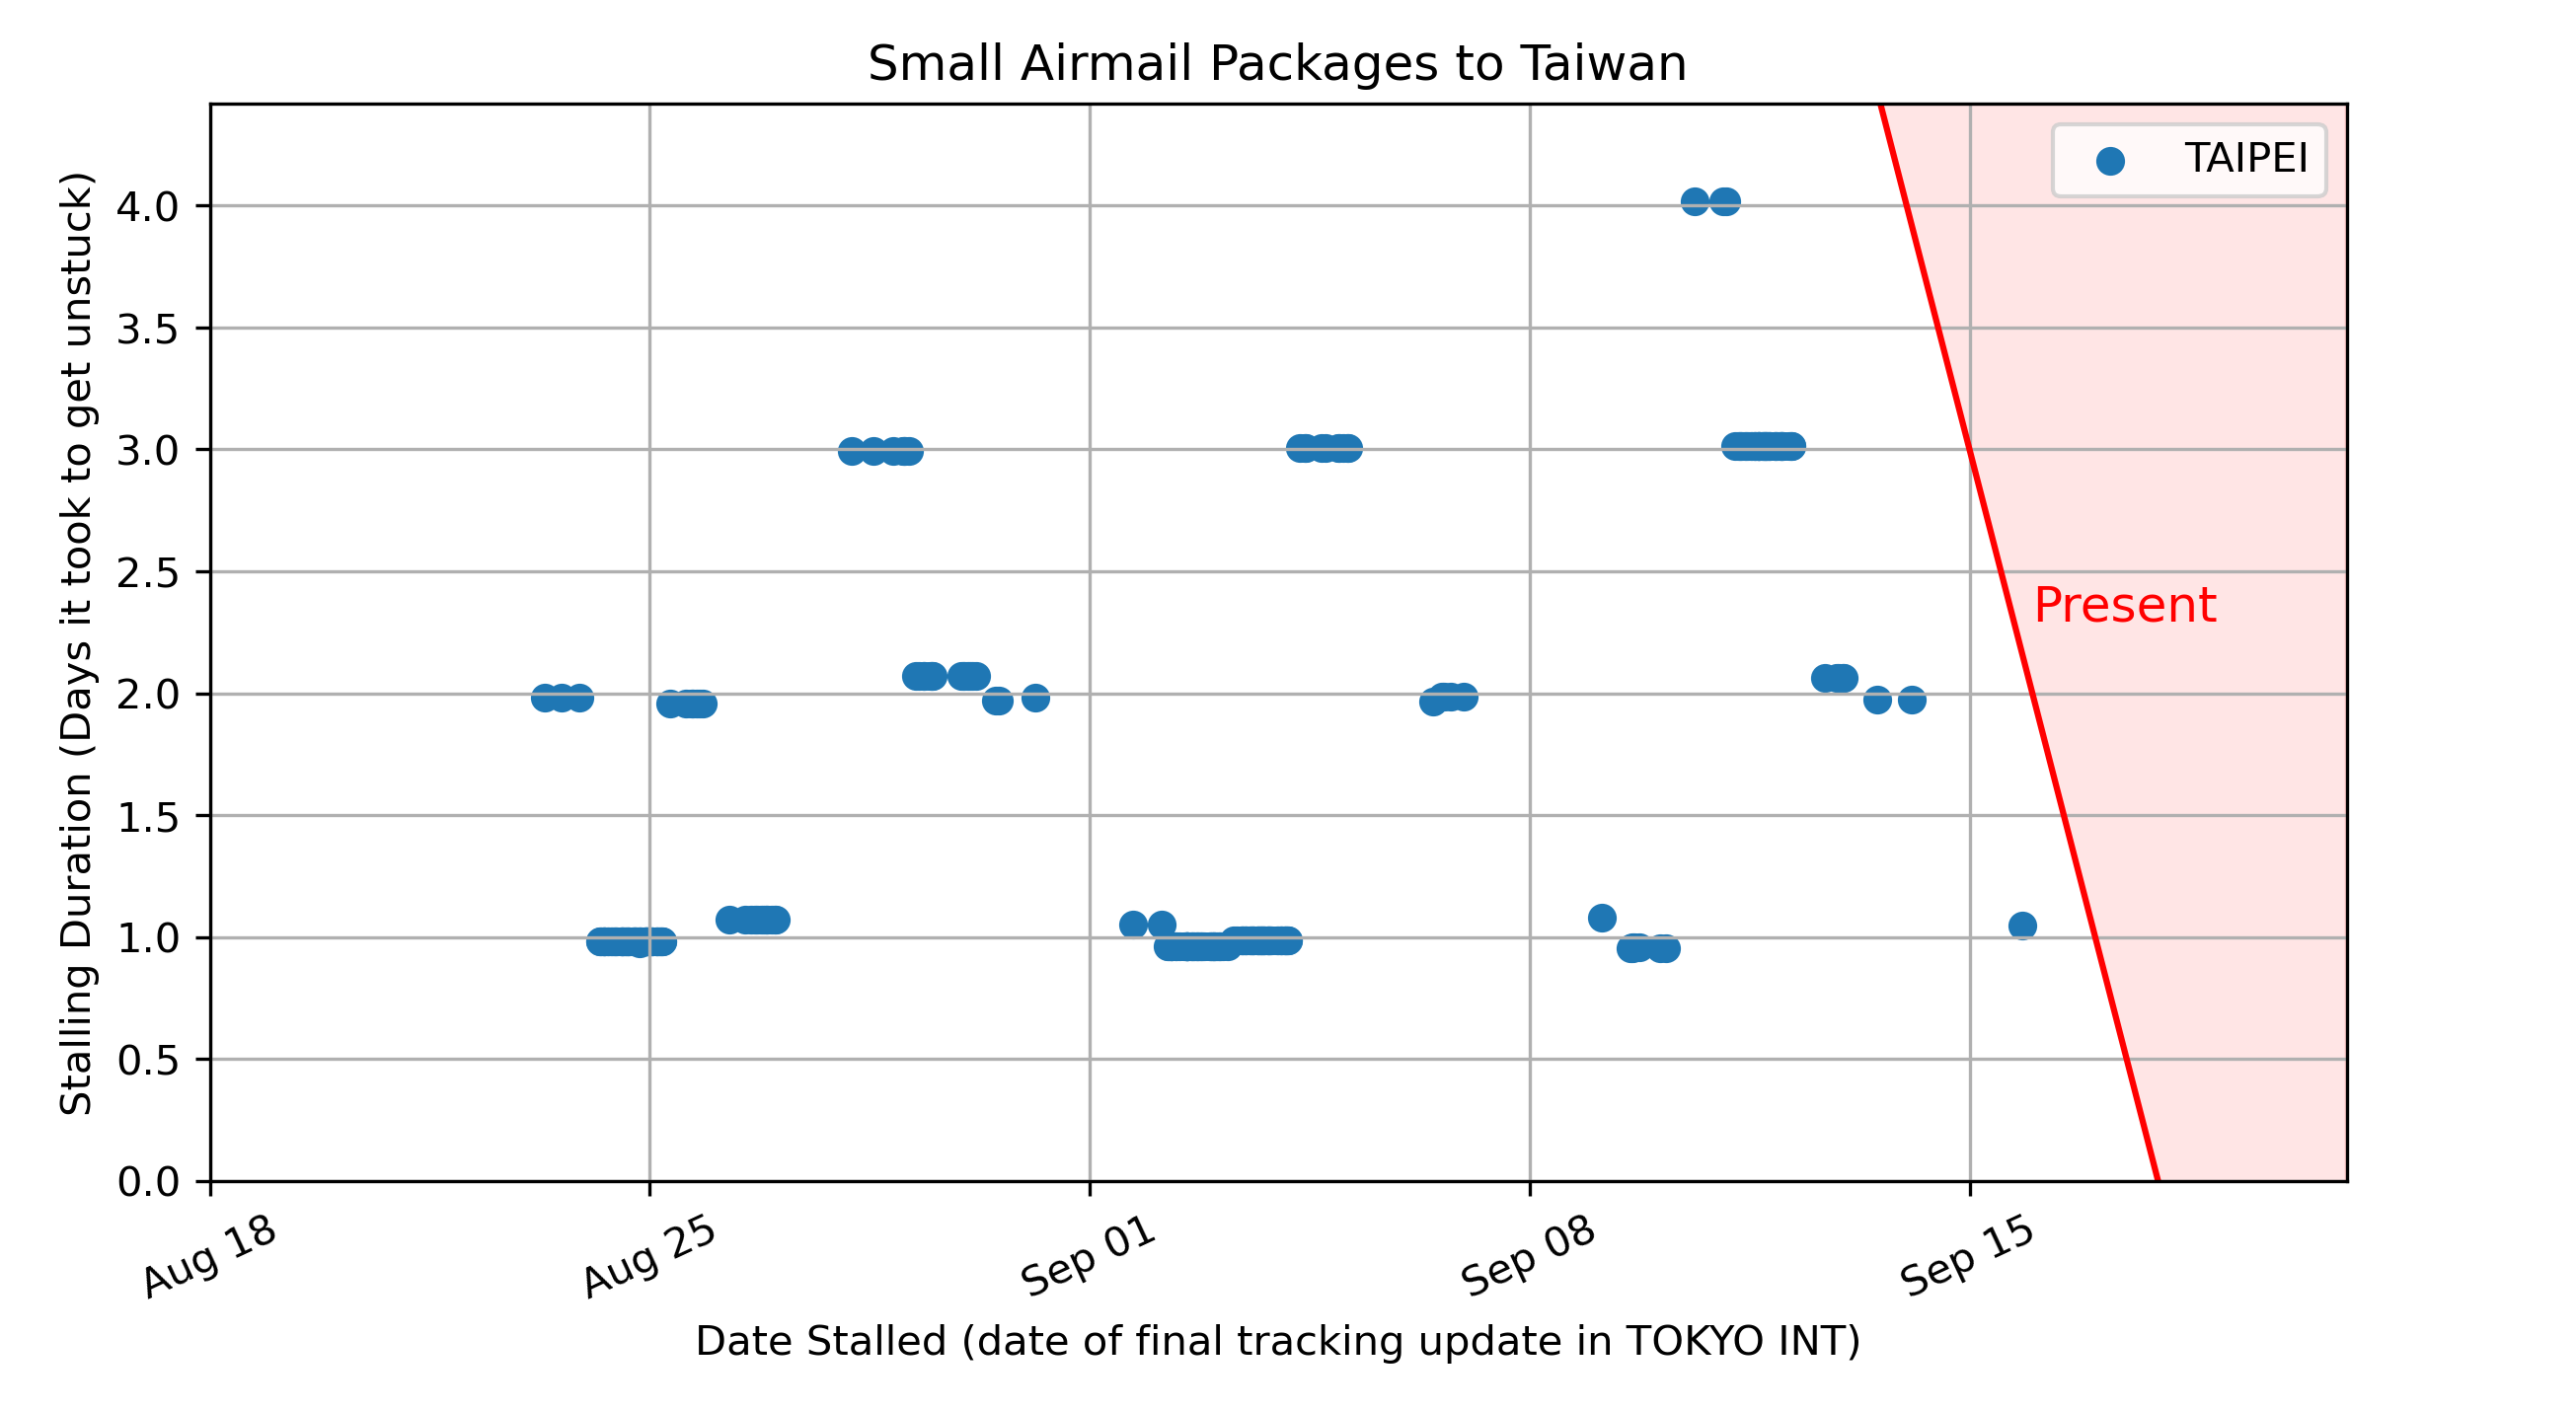 Small Airmail Packages to Taiwan
TAIPEI
Stalling Duration (Days it took to get unstuck)
4.0
3.5
3.0
2.5
2.0
1.5
1.0
0.5
0.0
Present
Aug 18
Aug 25
Sep 01
Sep 08
Sep 15
Date Stalled (date of final tracking update in TOKYO INT)